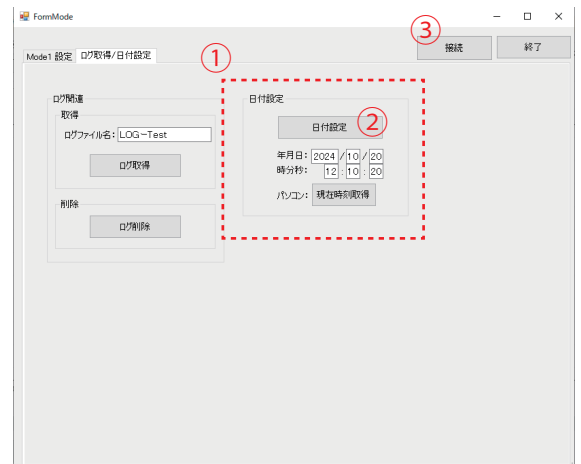 FormMode
③
接続 終了
Mode1 設定 ログ取得/日付設定
①
ログ関連
取得
ログファイル名: LOG-Test
ログ取得
削除
ログ削除
日付設定
日付設定 ②
年月日: 2024 / 10 / 20
時分秒: 12 : 10 : 20
パソコン: 現在時刻取得